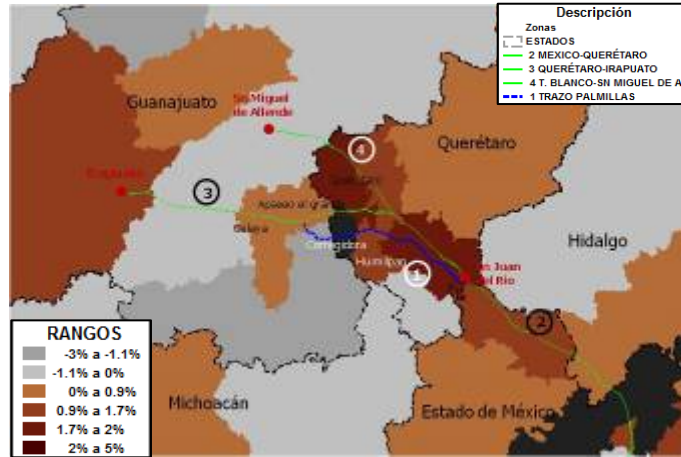 Descripción
Zonas
ESTADOS
2 MEXICO-QUERÉTARO
3 QUERÉTARO-IRAPUATO
4 T. BLANCO-SN MIGUEL DE A
1 TRAZO PALMILLAS
Guanajuato
Sn Miguel
de Allende
4
Querétaro
Irapuato
3
Apaseo el grande
Celaya
Corregidora
Humilpan
1
Hidalgo
n Juan
del Río
2
RANGOS
-3% a -1.1%
-1.1% a 0%
0% a 0.9%
0.9% a 1.7%
1.7% a 2%
2% a 5%
Michoacán
Estado de México